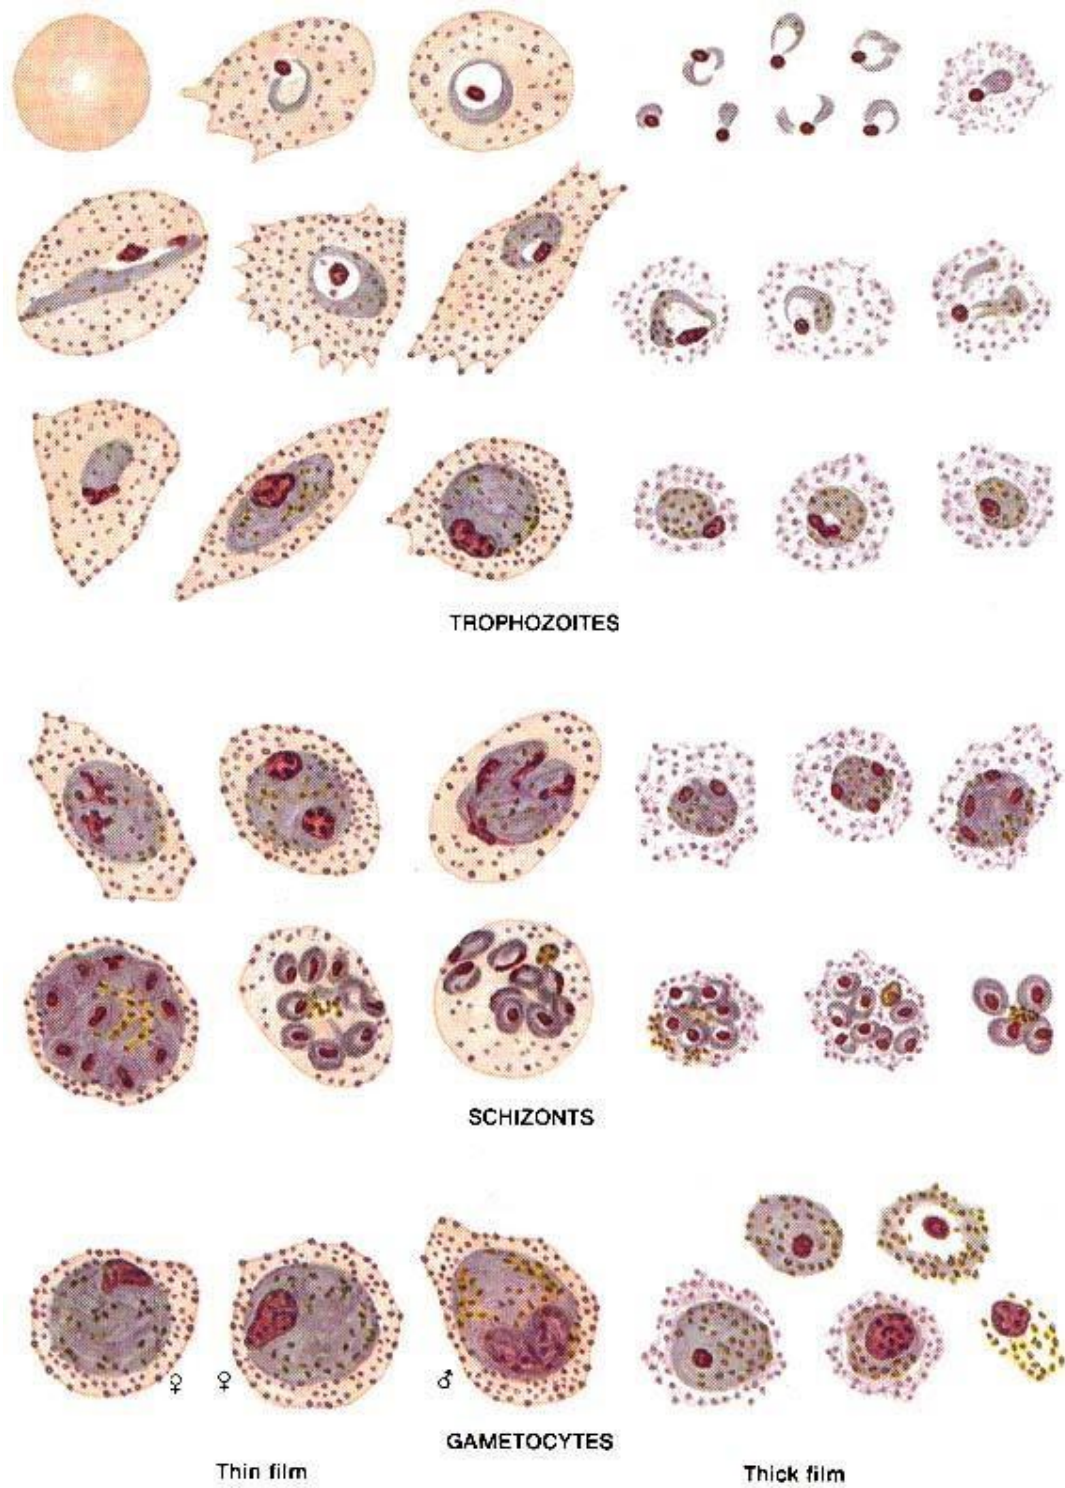 TROPHOZOITES
SCHIZONTS
♀ ♀ ♂
GAMETOCYTES
Thin film Thick film